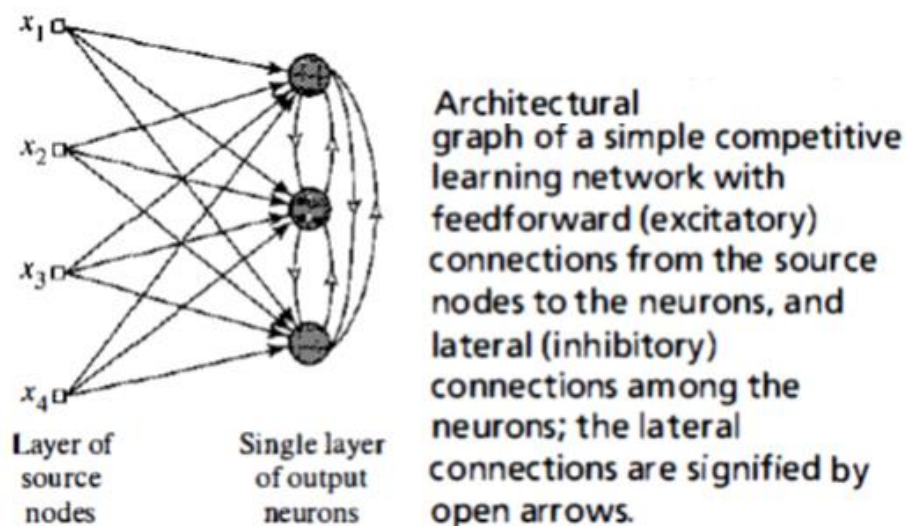 x1
x2
x3
x4
Layer of
source
nodes
Single layer
of output
neurons
Architectural
graph of a simple competitive
learning network with
feedforward (excitatory)
connections from the source
nodes to the neurons, and
lateral (inhibitory)
connections among the
neurons; the lateral
connections are signified by
open arrows.